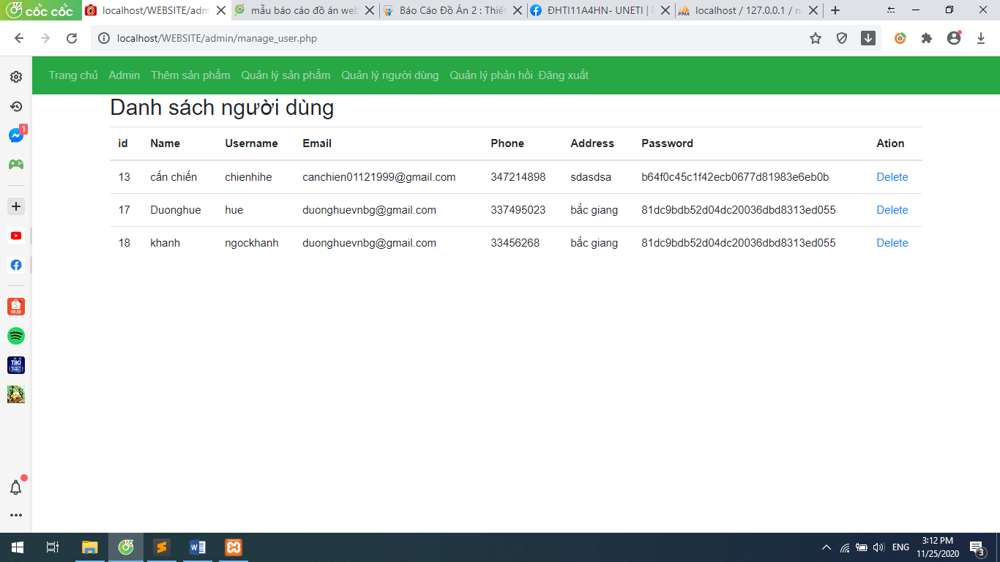 cốc cốc
localhost/WEBSITE/adm
mẫu báo cáo đồ án web
Báo Cáo Đồ Án 2 : Thiết
ĐHTI11A4HN- UNETI |
localhost / 127.0.0.1 / n
localhost/WEBSITE/admin/manage_user.php
Trang chủ Admin Thêm sản phẩm Quản lý sản phẩm Quản lý người dùng Quản lý phản hồi Đăng xuất
Danh sách người dùng
id Name Username Email Phone Address Password Ation
13 cấn chiến chienhihe canchien01121999@gmail.com 347214898 sdasdsa b64f0c45c1f42ecb0677d81983e6eb0b Delete
17 Duonghue hue duonghuevnbg@gmail.com 337495023 bắc giang 81dc9bdb52d04dc20036dbd8313ed055 Delete
18 khanh ngockhanh duonghuevnbg@gmail.com 33456268 bắc giang 81dc9bdb52d04dc20036dbd8313ed055 Delete
1
12.12
TIKI
ENG
3:12 PM
11/25/2020
3